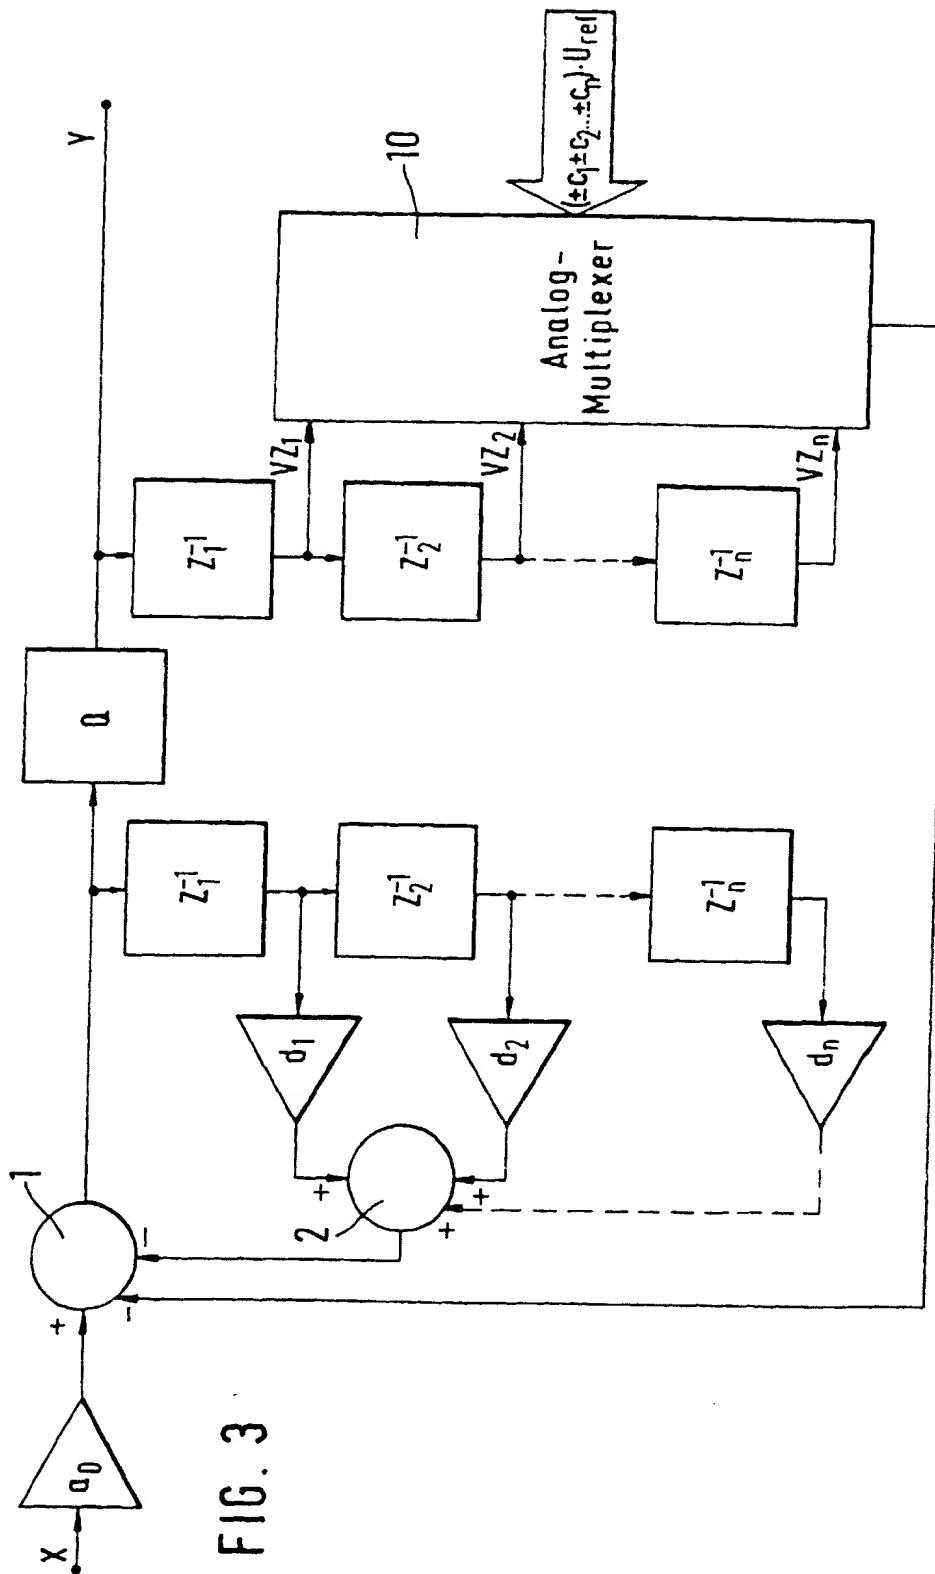 X
a0
+
-
-
1
Q
Y
Z1^-1
Z2^-1
Zn^-1
d1
d2
dn
+
+
+
2
Z1^-1
Z2^-1
Zn^-1
VZ1
VZ2
VZn
10
Analog-
Multiplexer
(±C1±C2...±Cn)·Uref
FIG. 3